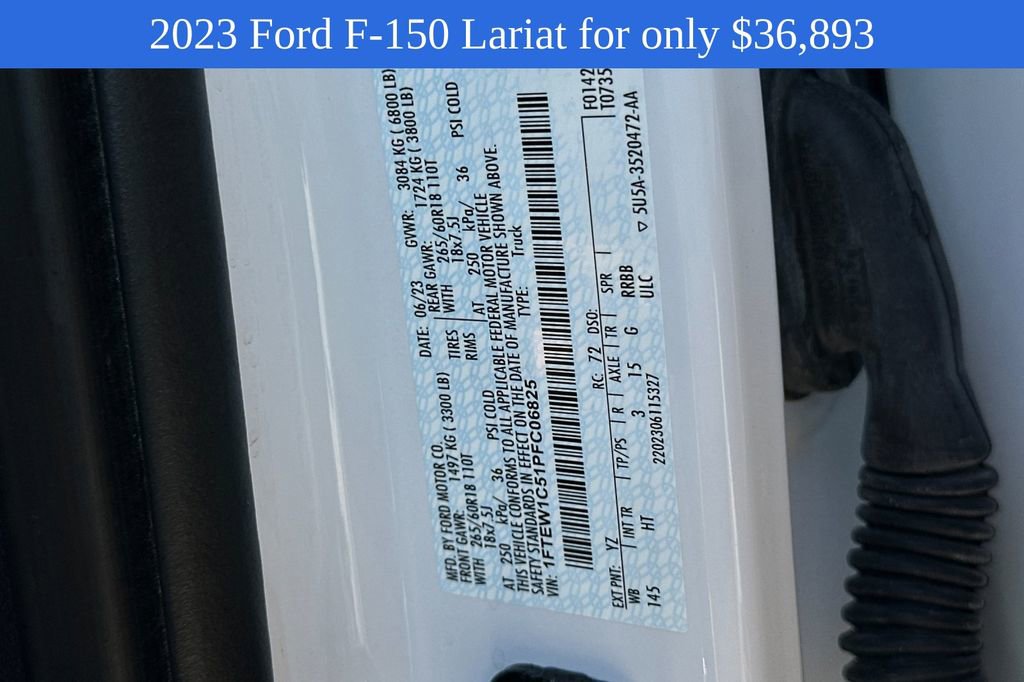 2023 Ford F-150 Lariat for only $36,893
MFD. BY FORD MOTOR CO.
DATE: 06/23 GVWR: 3084 KG ( 6800 LB)
FRONT GAWR: 1497 KG ( 3300 LB)
REAR GAWR: 1724 KG ( 3800 LB)
WITH 265/60R18 110T TIRES WITH 265/60R18 110T
18x7.5J RIMS 18x7.5J
AT 250 kPa/ 36 PSI COLD AT 250 kPa/ 36 PSI COLD
THIS VEHICLE CONFORMS TO ALL APPLICABLE FEDERAL MOTOR VEHICLE
SAFETY STANDARDS IN EFFECT ON THE DATE OF MANUFACTURE SHOWN ABOVE.
VIN: 1FTEW1C51PFC06825 TYPE: Truck
F0142
T0735
EXT PNT: YZ RC: 72 DSO:
WB INT TR TP/PS R AXLE TR SPR
145 HT 3 15 G RRBB
ULC
2202306115327 ▽ 5U5A-3520472-AA